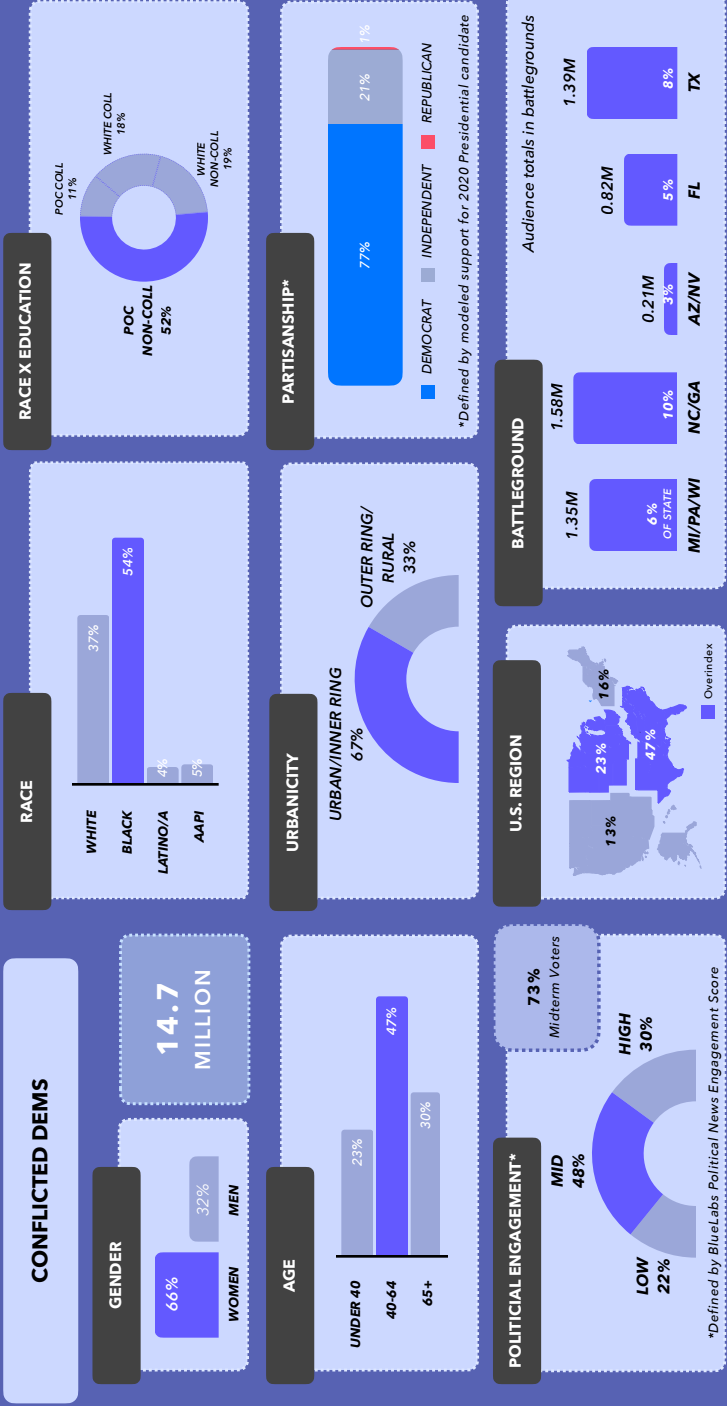 CONFLICTED DEMS
GENDER
66%
32%
WOMEN
MEN
14.7
MILLION
RACE
WHITE
37%
BLACK
54%
LATINO/A
4%
AAPI
5%
RACE X EDUCATION
POC COLL
11%
WHITE COLL
18%
WHITE
NON-COLL
19%
POC
NON-COLL
52%
AGE
UNDER 40
23%
40-64
47%
65+
30%
URBANICITY
URBAN/INNER RING
67%
OUTER RING/
RURAL
33%
PARTISANSHIP*
77%
21%
1%
DEMOCRAT
INDEPENDENT
REPUBLICAN
*Defined by modeled support for 2020 Presidential candidate
POLITICIAL ENGAGEMENT*
73%
Midterm Voters
LOW
22%
MID
48%
HIGH
30%
*Defined by BlueLabs Political News Engagement Score
U.S. REGION
13%
23%
47%
16%
Overindex
BATTLEGROUND
Audience totals in battlegrounds
1.35M
1.58M
0.21M
0.82M
1.39M
6%
OF STATE
10%
3%
5%
8%
MI/PA/WI
NC/GA
AZ/NV
FL
TX